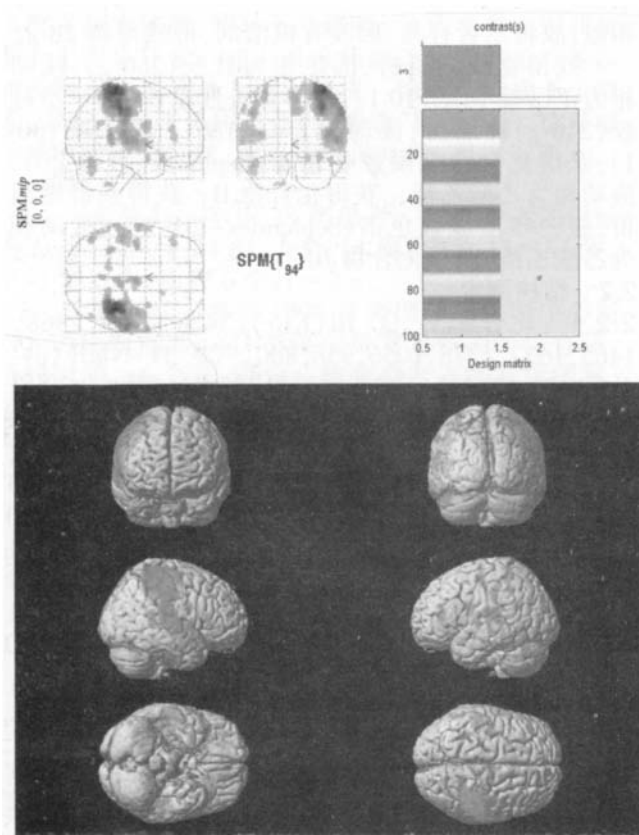 contrast(s)
3
SPMmip
[0, 0, 0]
<
<
<
SPM{T94}
20
40
60
80
100
0.5
1
1.5
2
2.5
Design matrix